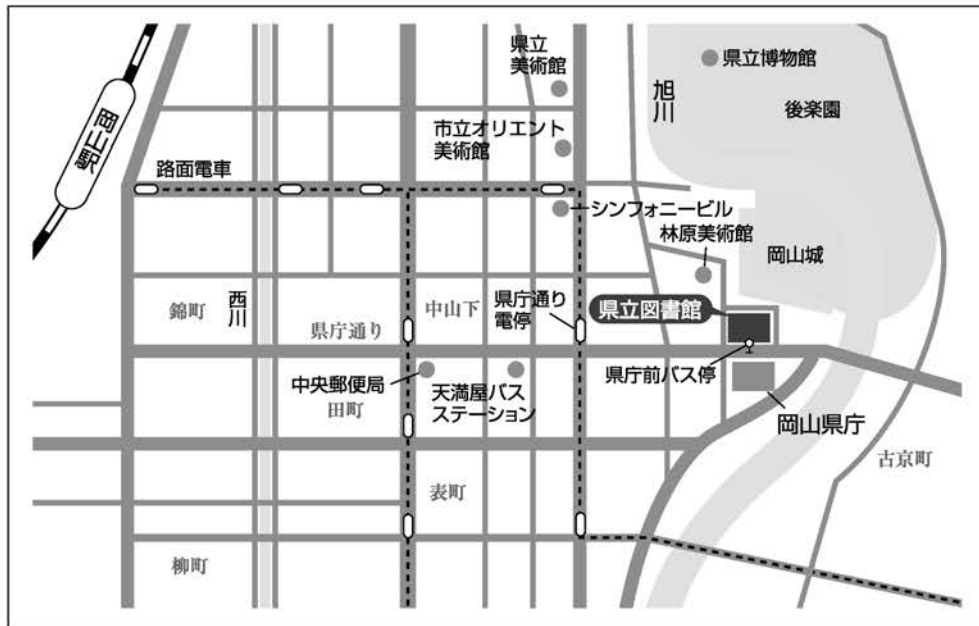 県立
美術館
県立博物館
旭川
後楽園
岡山駅
市立オリエント
美術館
路面電車
シンフォニービル
林原美術館
岡山城
錦町
西川
県庁通り
中山下
県庁通り
電停
県立図書館
中央郵便局
天満屋バス
ステーション
県庁前バス停
田町
岡山県庁
古京町
表町
柳町